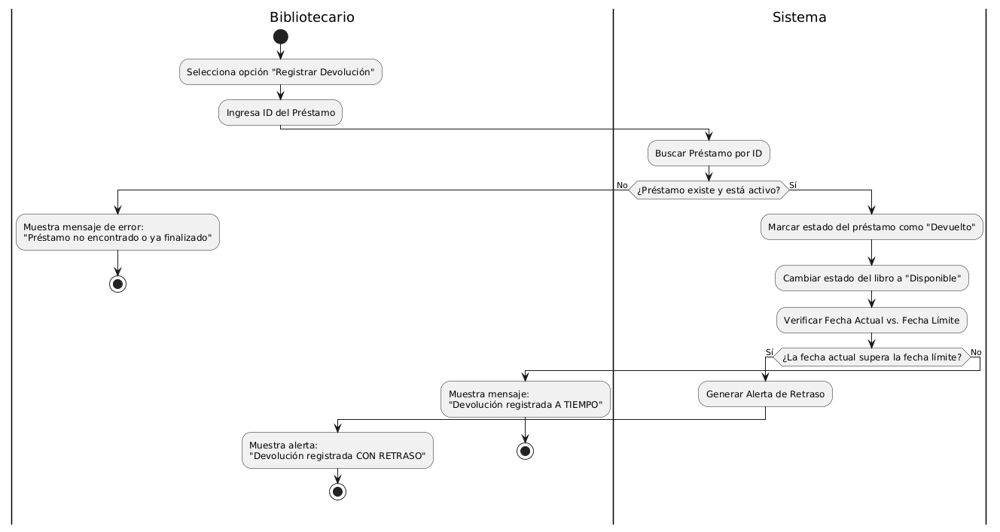 Bibliotecario
Sistema
Selecciona opción "Registrar Devolución"
Ingresa ID del Préstamo
Buscar Préstamo por ID
No
¿Préstamo existe y está activo?
Sí
Muestra mensaje de error:
"Préstamo no encontrado o ya finalizado"
Marcar estado del préstamo como "Devuelto"
Cambiar estado del libro a "Disponible"
Verificar Fecha Actual vs. Fecha Límite
Sí
¿La fecha actual supera la fecha límite?
No
Muestra mensaje:
"Devolución registrada A TIEMPO"
Generar Alerta de Retraso
Muestra alerta:
"Devolución registrada CON RETRASO"